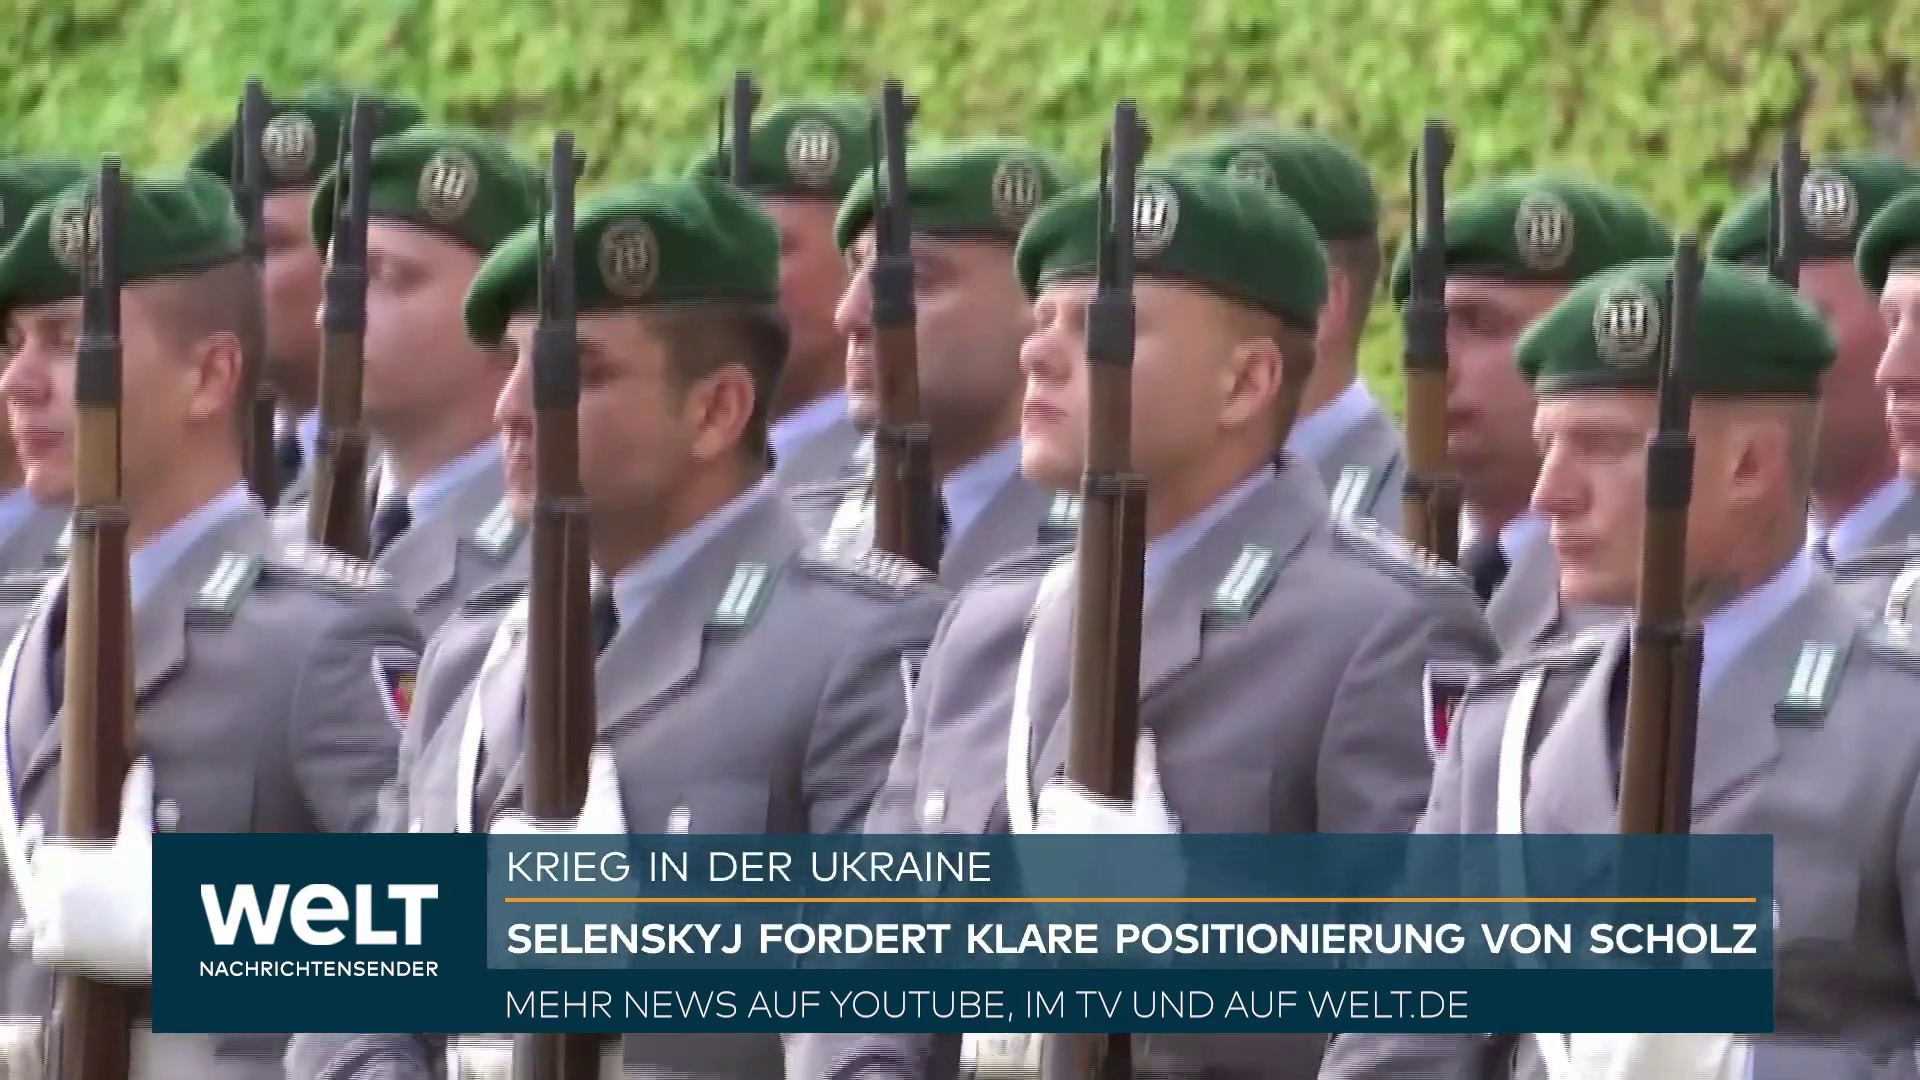 KRIEG IN DER UKRAINE
welt
NACHRICHTENSENDER
SELENSKYJ FORDERT KLARE POSITIONIERUNG VON SCHOLZ
MEHR NEWS AUF YOUTUBE, IM TV UND AUF WELT.DE